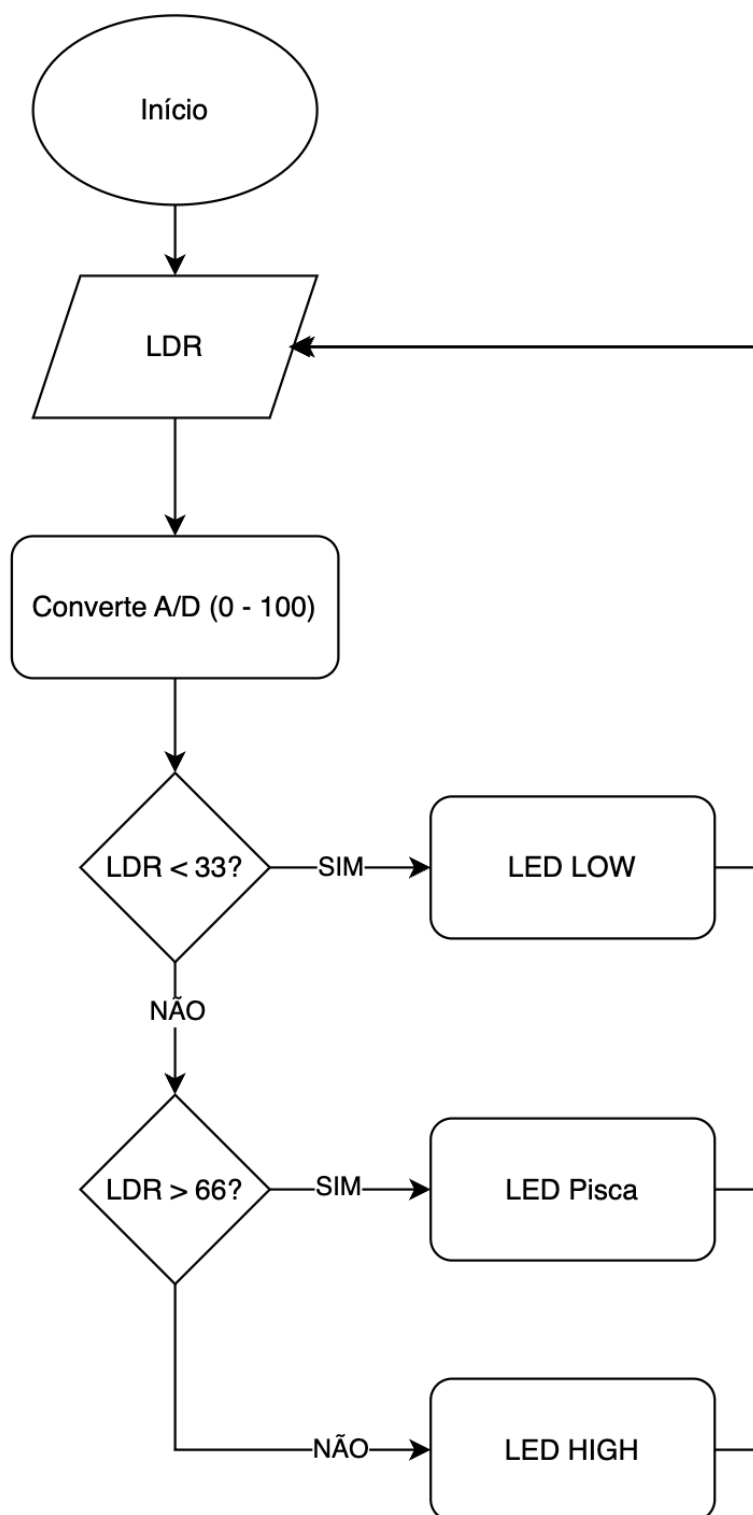 Início
LDR
Converte A/D (0 - 100)
LDR < 33?
SIM
LED LOW
NÃO
LDR > 66?
SIM
LED Pisca
NÃO
LED HIGH